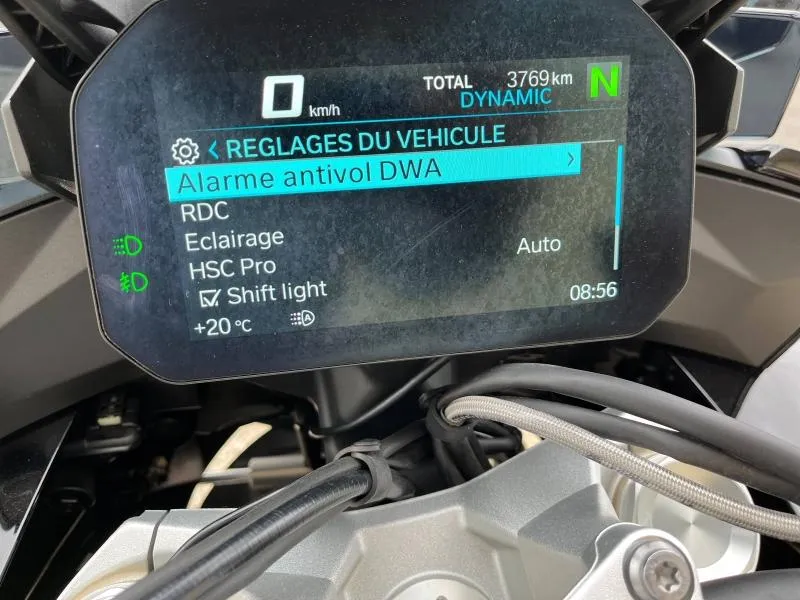 0 km/h
TOTAL 3769 km
DYNAMIC
N
< REGLAGES DU VEHICULE
Alarme antivol DWA >
RDC
Eclairage
HSC Pro Auto
Shift light
+20 °C A 08:56